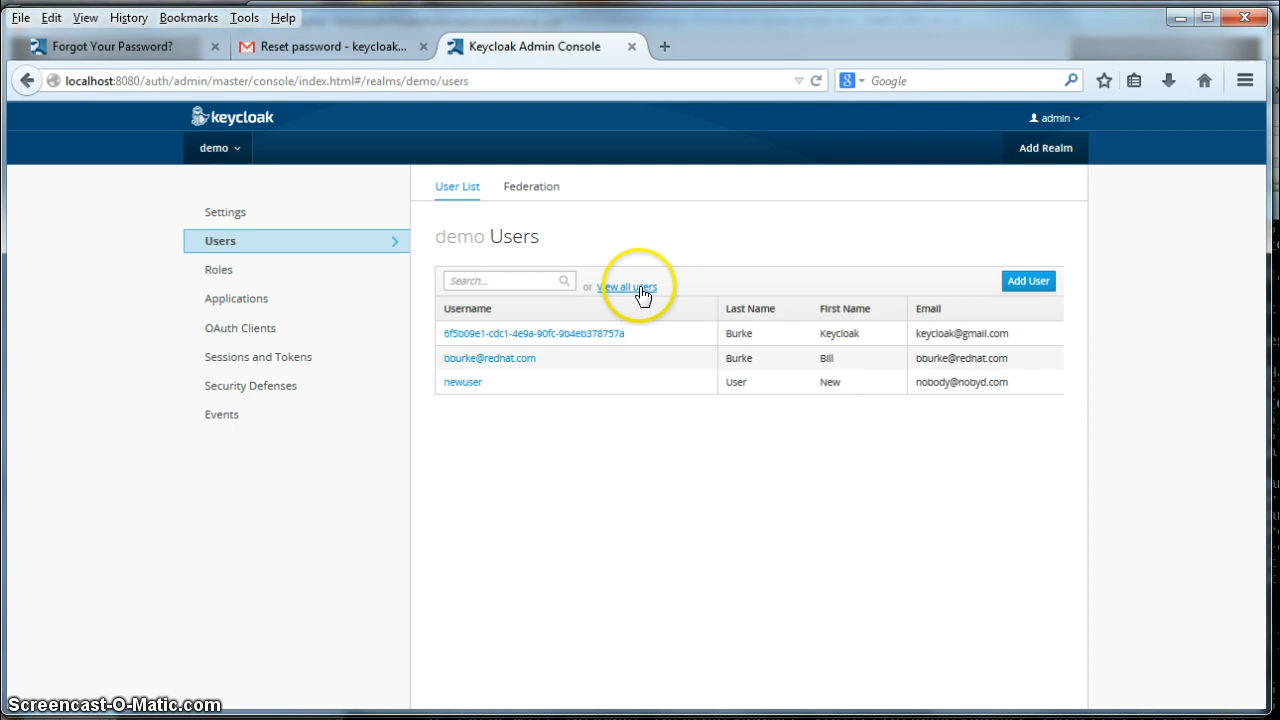 File Edit View History Bookmarks Tools Help
Forgot Your Password? Reset password - keycloak... Keycloak Admin Console
localhost:8080/auth/admin/master/console/index.html#/realms/demo/users Google
keycloak admin
demo Add Realm
User List Federation
Settings
demo Users
Users
Search... or View all users Add User
Roles
Username Last Name First Name Email
Applications
6f5b09e1-cdc1-4e9a-90fc-9b4eb378757a Burke Keycloak keycloak@gmail.com
OAuth Clients
bburke@redhat.com Burke Bill bburke@redhat.com
Sessions and Tokens
newuser User New nobody@nobyd.com
Security Defenses
Events
Screencast-O-Matic.com